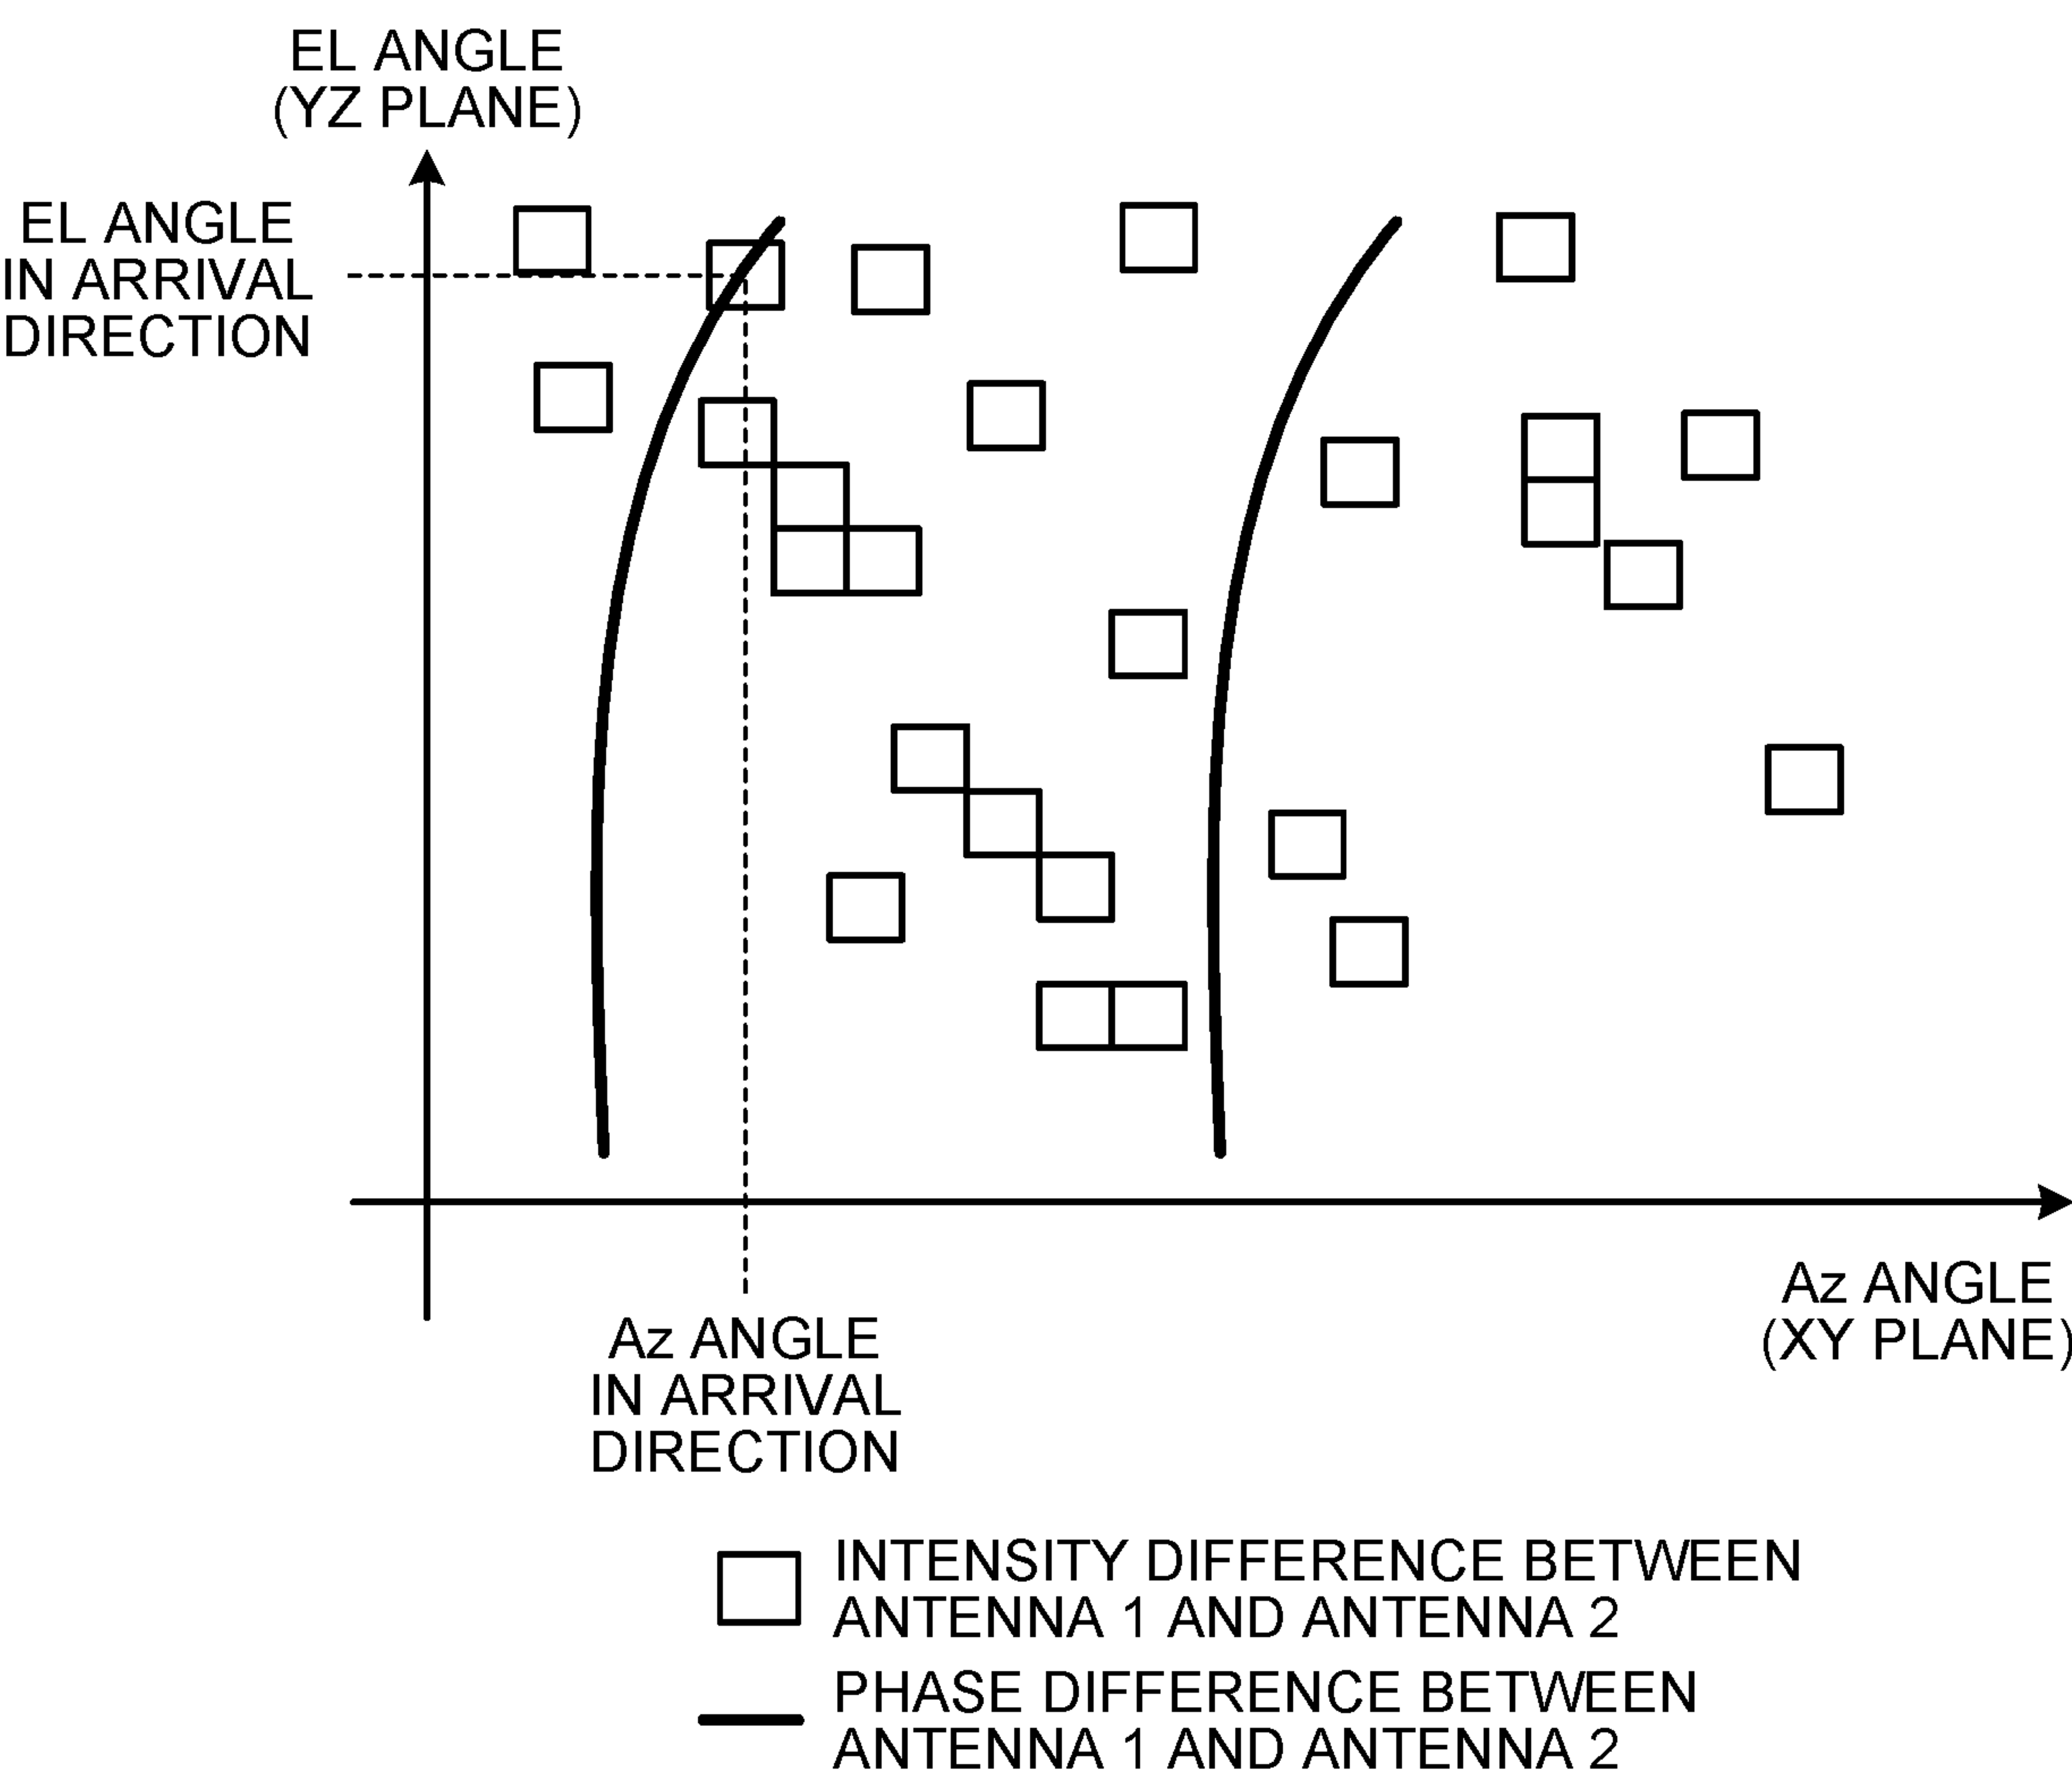 EL ANGLE
(YZ PLANE)
EL ANGLE
IN ARRIVAL
DIRECTION
Az ANGLE
(XY PLANE)
Az ANGLE
IN ARRIVAL
DIRECTION
INTENSITY DIFFERENCE BETWEEN
ANTENNA 1 AND ANTENNA 2
PHASE DIFFERENCE BETWEEN
ANTENNA 1 AND ANTENNA 2